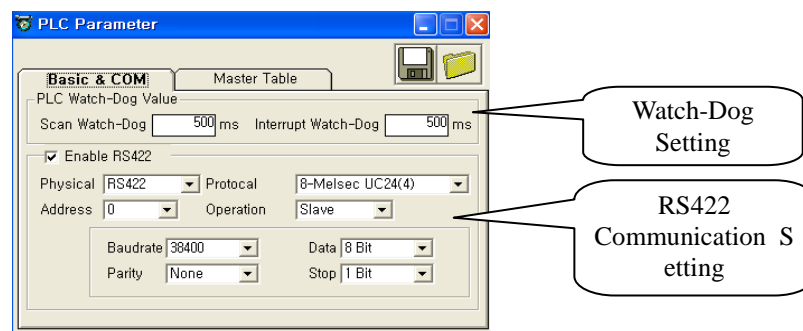 PLC Parameter
Basic & COM
Master Table
PLC Watch-Dog Value
Scan Watch-Dog 500 ms Interrupt Watch-Dog 500 ms
Enable RS422
Physical RS422 Protocal 8-Melsec UC24(4)
Address 0 Operation Slave
Baudrate 38400 Data 8 Bit
Parity None Stop 1 Bit
Watch-Dog
Setting
RS422
Communication S
etting